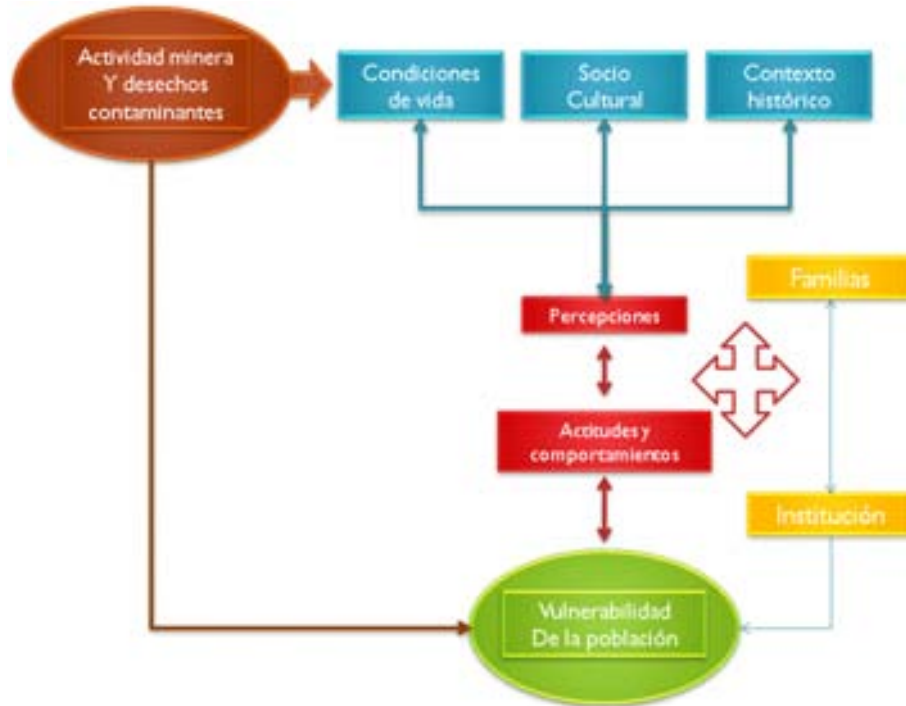 Actividad minera
Y desechos
contaminantes
Condiciones
de vida
Socio
Cultural
Contexto
histórico
Familias
Percepciones
Actitudes y
comportamientos
Institución
Vulnerabilidad
De la población